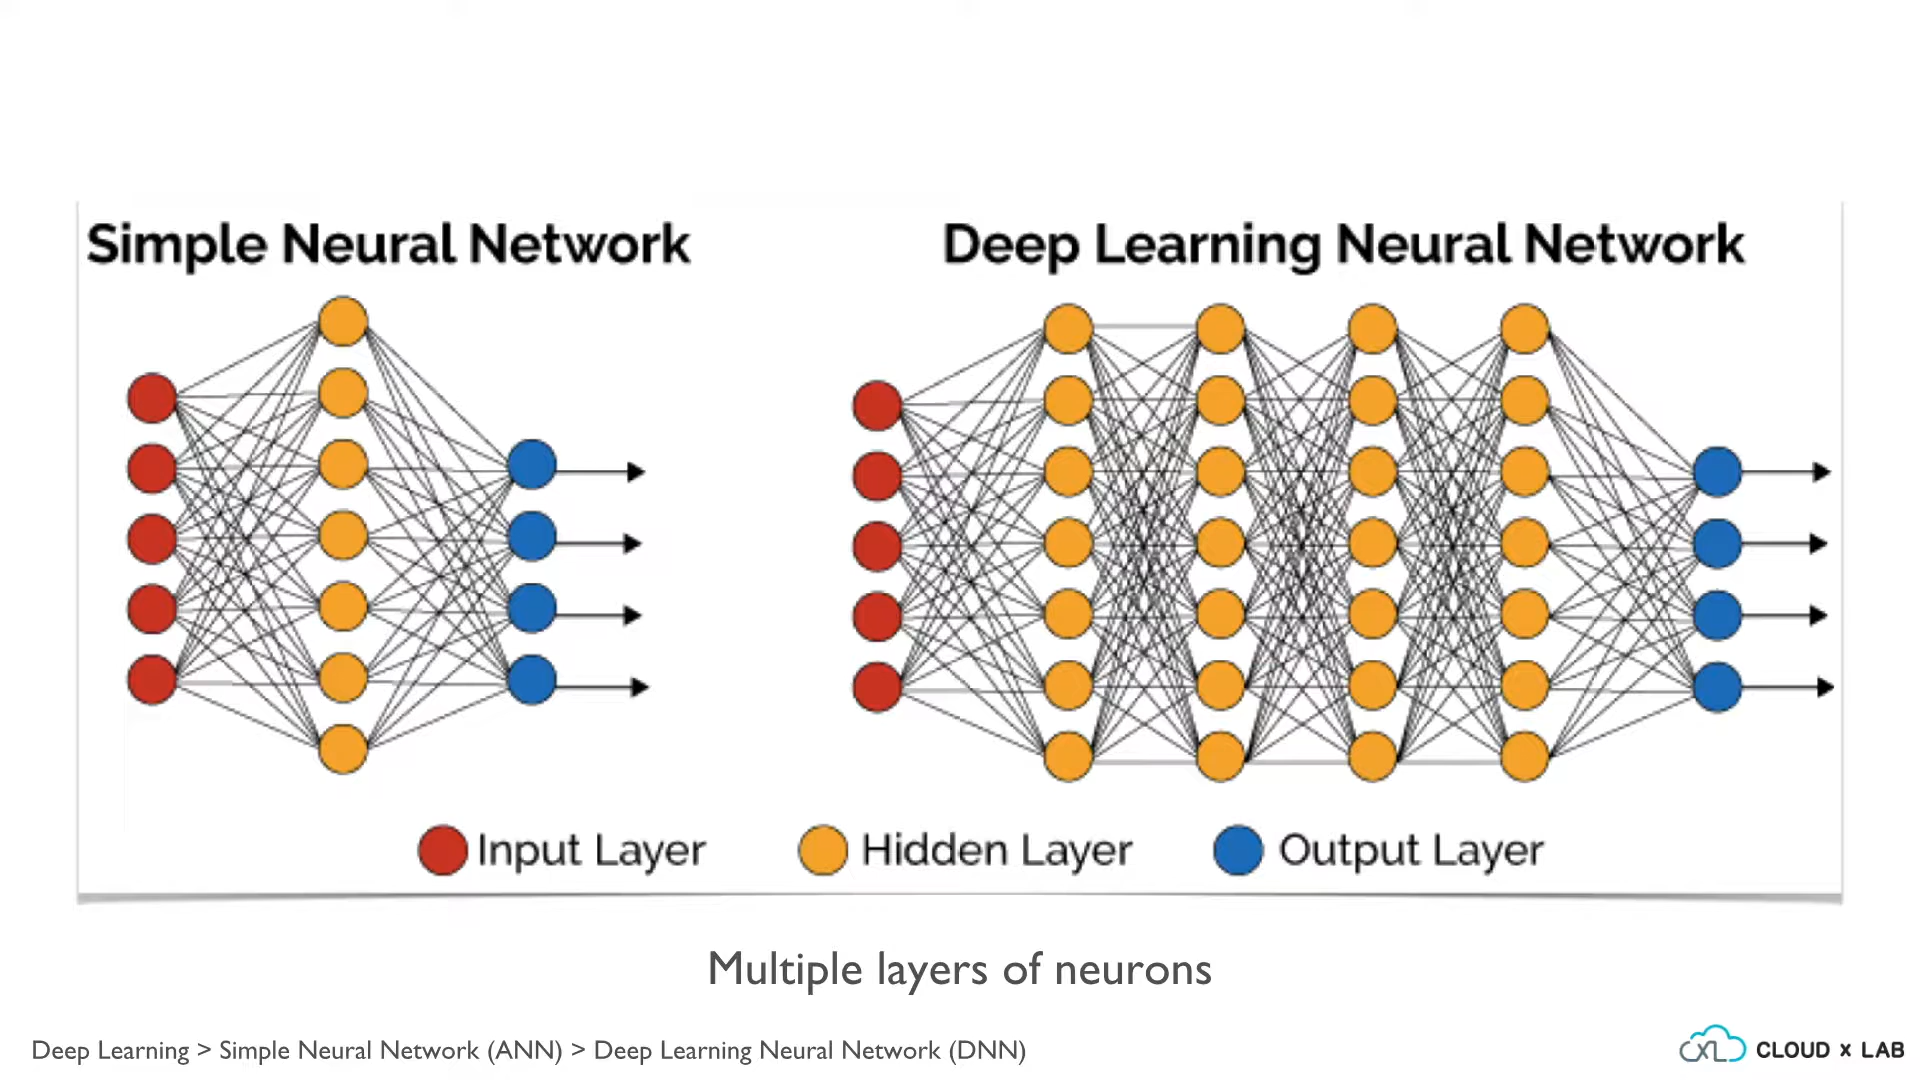 Simple Neural Network
Deep Learning Neural Network
Input Layer
Hidden Layer
Output Layer
Multiple layers of neurons
Deep Learning > Simple Neural Network (ANN) > Deep Learning Neural Network (DNN)
CXL CLOUD x LAB